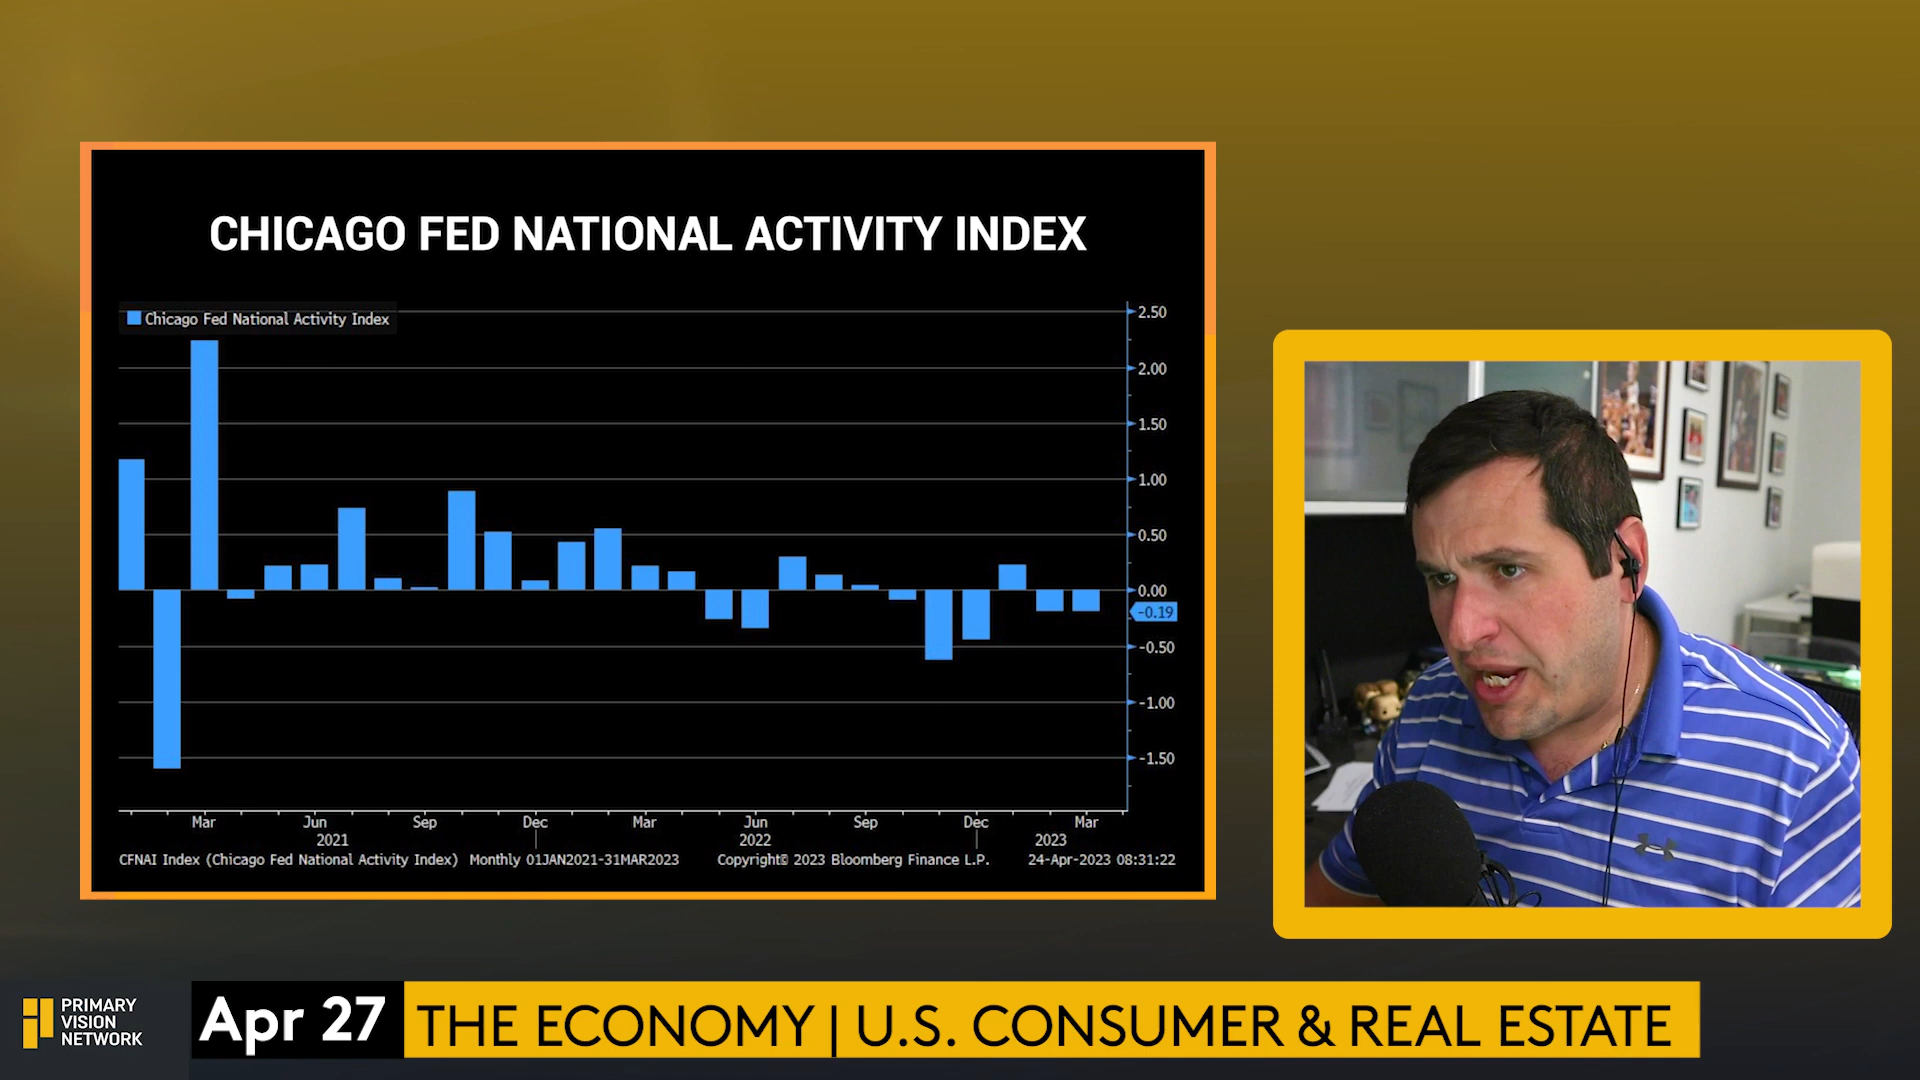 CHICAGO FED NATIONAL ACTIVITY INDEX
Chicago Fed National Activity Index
2.50
2.00
1.50
1.00
0.50
0.00
-0.19
-0.50
-1.00
-1.50
Mar Jun Sep Dec Mar Jun Sep Dec Mar
2021 2022 2023
CFNAI Index (Chicago Fed National Activity Index) Monthly 01JAN2021-31MAR2023 Copyright© 2023 Bloomberg Finance L.P. 24-Apr-2023 08:31:22
PRIMARY
VISION
NETWORK
Apr 27
THE ECONOMY | U.S. CONSUMER & REAL ESTATE